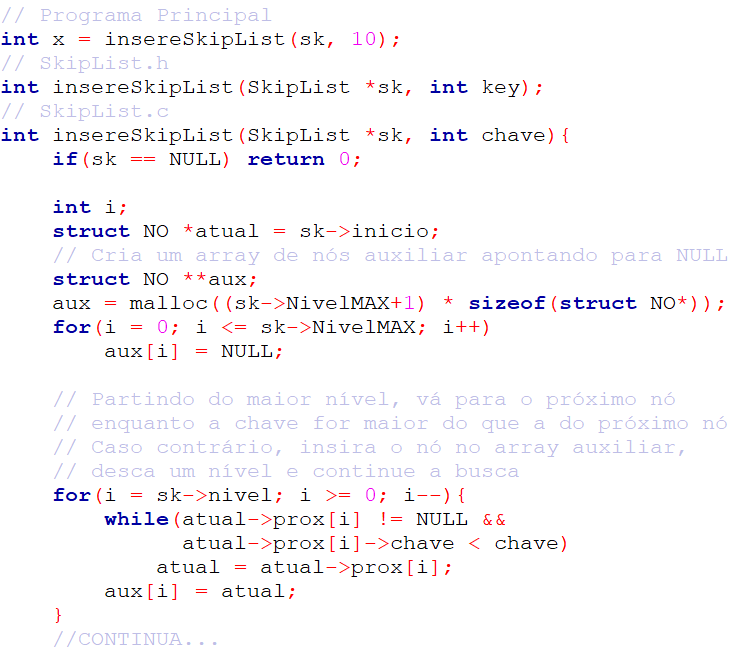 // Programa Principal
int x = insereSkipList(sk, 10);
// SkipList.h
int insereSkipList(SkipList *sk, int key);
// SkipList.c
int insereSkipList(SkipList *sk, int chave){
    if(sk == NULL) return 0;

    int i;
    struct NO *atual = sk->inicio;
    // Cria um array de nós auxiliar apontando para NULL
    struct NO **aux;
    aux = malloc((sk->NivelMAX+1) * sizeof(struct NO*));
    for(i = 0; i <= sk->NivelMAX; i++)
        aux[i] = NULL;

    // Partindo do maior nível, vá para o próximo nó
    // enquanto a chave for maior do que a do próximo nó
    // Caso contrário, insira o nó no array auxiliar,
    // desca um nível e continue a busca
    for(i = sk->nivel; i >= 0; i--){
        while(atual->prox[i] != NULL &&
              atual->prox[i]->chave < chave)
            atual = atual->prox[i];
        aux[i] = atual;
    }
    //CONTINUA...